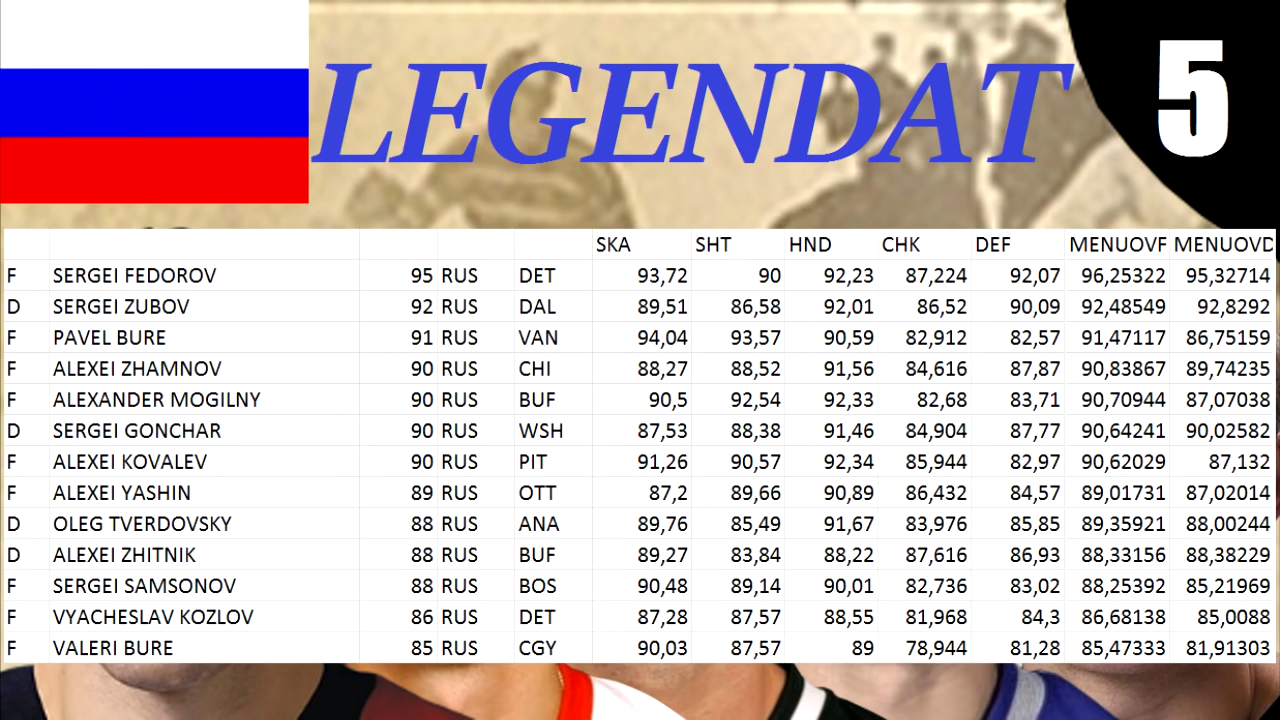 LEGENDAT 5
SKA SHT HND CHK DEF MENUOVF MENUOVD
F SERGEI FEDOROV 95 RUS DET 93,72 90 92,23 87,224 92,07 96,25322 95,32714
D SERGEI ZUBOV 92 RUS DAL 89,51 86,58 92,01 86,52 90,09 92,48549 92,8292
F PAVEL BURE 91 RUS VAN 94,04 93,57 90,59 82,912 82,57 91,47117 86,75159
F ALEXEI ZHAMNOV 90 RUS CHI 88,27 88,52 91,56 84,616 87,87 90,83867 89,74235
F ALEXANDER MOGILNY 90 RUS BUF 90,5 92,54 92,33 82,68 83,71 90,70944 87,07038
D SERGEI GONCHAR 90 RUS WSH 87,53 88,38 91,46 84,904 87,77 90,64241 90,02582
F ALEXEI KOVALEV 90 RUS PIT 91,26 90,57 92,34 85,944 82,97 90,62029 87,132
F ALEXEI YASHIN 89 RUS OTT 87,2 89,66 90,89 86,432 84,57 89,01731 87,02014
D OLEG TVERDOVSKY 88 RUS ANA 89,76 85,49 91,67 83,976 85,85 89,35921 88,00244
D ALEXEI ZHITNIK 88 RUS BUF 89,27 83,84 88,22 87,616 86,93 88,33156 88,38229
F SERGEI SAMSONOV 88 RUS BOS 90,48 89,14 90,01 82,736 83,02 88,25392 85,21969
F VYACHESLAV KOZLOV 86 RUS DET 87,28 87,57 88,55 81,968 84,3 86,68138 85,0088
F VALERI BURE 85 RUS CGY 90,03 87,57 89 78,944 81,28 85,47333 81,91303